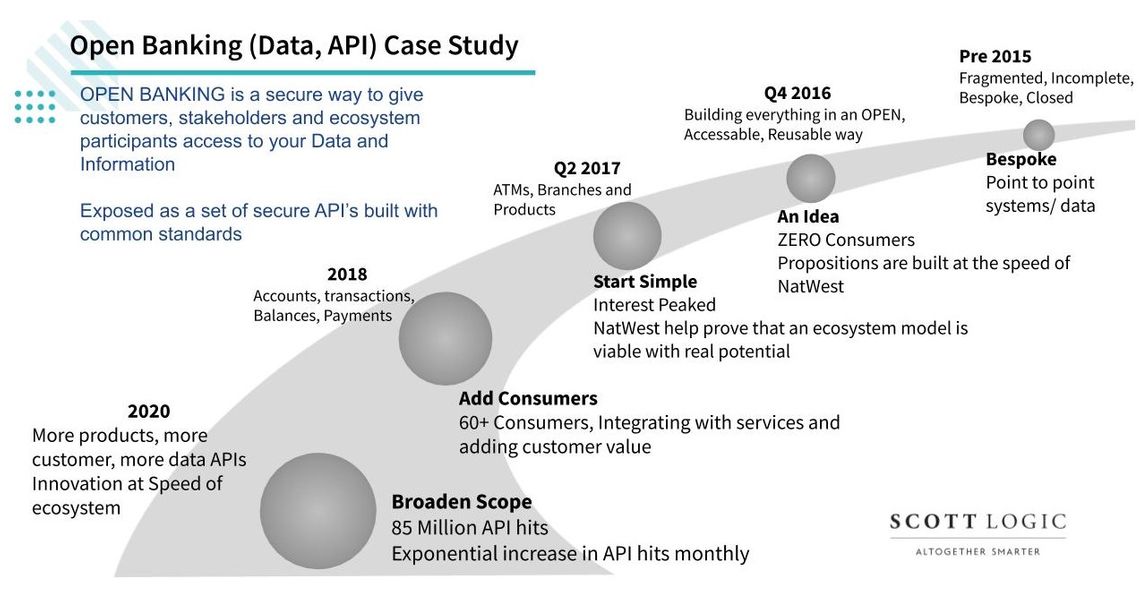 Open Banking (Data, API) Case Study
OPEN BANKING is a secure way to give
customers, stakeholders and ecosystem
participants access to your Data and
Information
Exposed as a set of secure API's built with
common standards
Pre 2015
Fragmented, Incomplete,
Bespoke, Closed
Bespoke
Point to point
systems/ data
Q4 2016
Building everything in an OPEN,
Accessable, Reusable way
An Idea
ZERO Consumers
Propositions are built at the speed of
NatWest
Q2 2017
ATMs, Branches and
Products
Start Simple
Interest Peaked
NatWest help prove that an ecosystem model is
viable with real potential
2018
Accounts, transactions,
Balances, Payments
Add Consumers
60+ Consumers, Integrating with services and
adding customer value
2020
More products, more
customer, more data APIs
Innovation at Speed of
ecosystem
Broaden Scope
85 Million API hits
Exponential increase in API hits monthly
SCOTT LOGIC
ALTOGETHER SMARTER